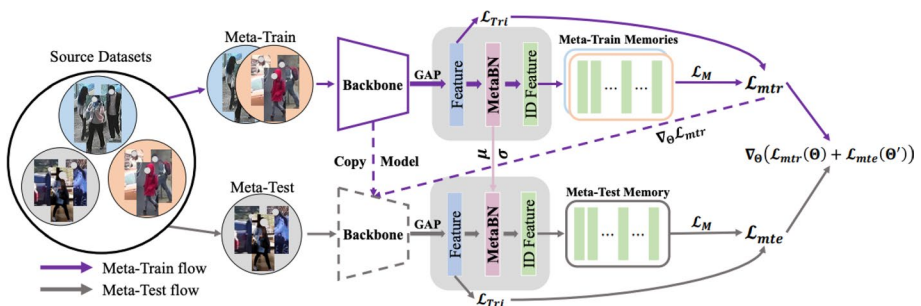 Source Datasets
Meta-Train
Backbone
GAP
Feature
MetaBN
ID Feature
ℒ_Tri
Meta-Train Memories
... ...
ℒ_M
ℒ_mtr
Copy Model
μ σ
∇_Θℒ_mtr
∇_Θ(ℒ_mtr(Θ) + ℒ_mte(Θ′))
Meta-Test
Backbone
GAP
Feature
MetaBN
ID Feature
Meta-Test Memory
... ...
ℒ_M
ℒ_mte
ℒ_Tri
Meta-Train flow
Meta-Test flow